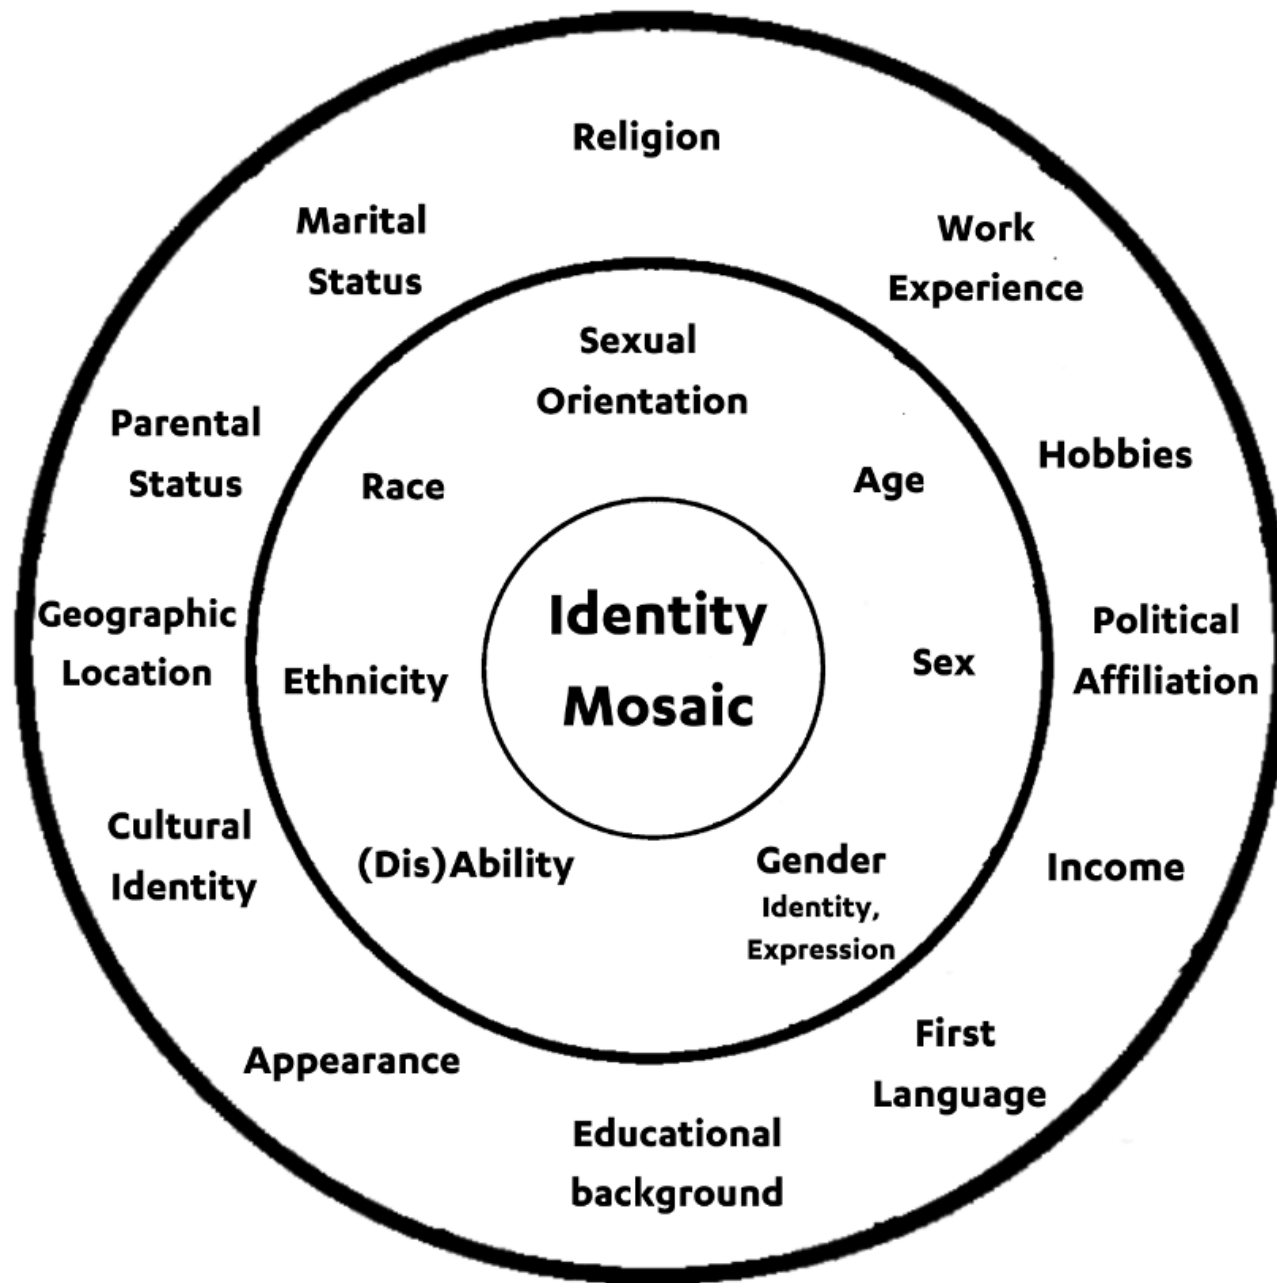 Religion
Marital
Status
Work
Experience
Sexual
Orientation
Parental
Status
Race
Age
Hobbies
Geographic
Location
Ethnicity
Identity
Mosaic
Sex
Political
Affiliation
Cultural
Identity
(Dis)Ability
Gender
Identity,
Expression
Income
Appearance
First
Language
Educational
background